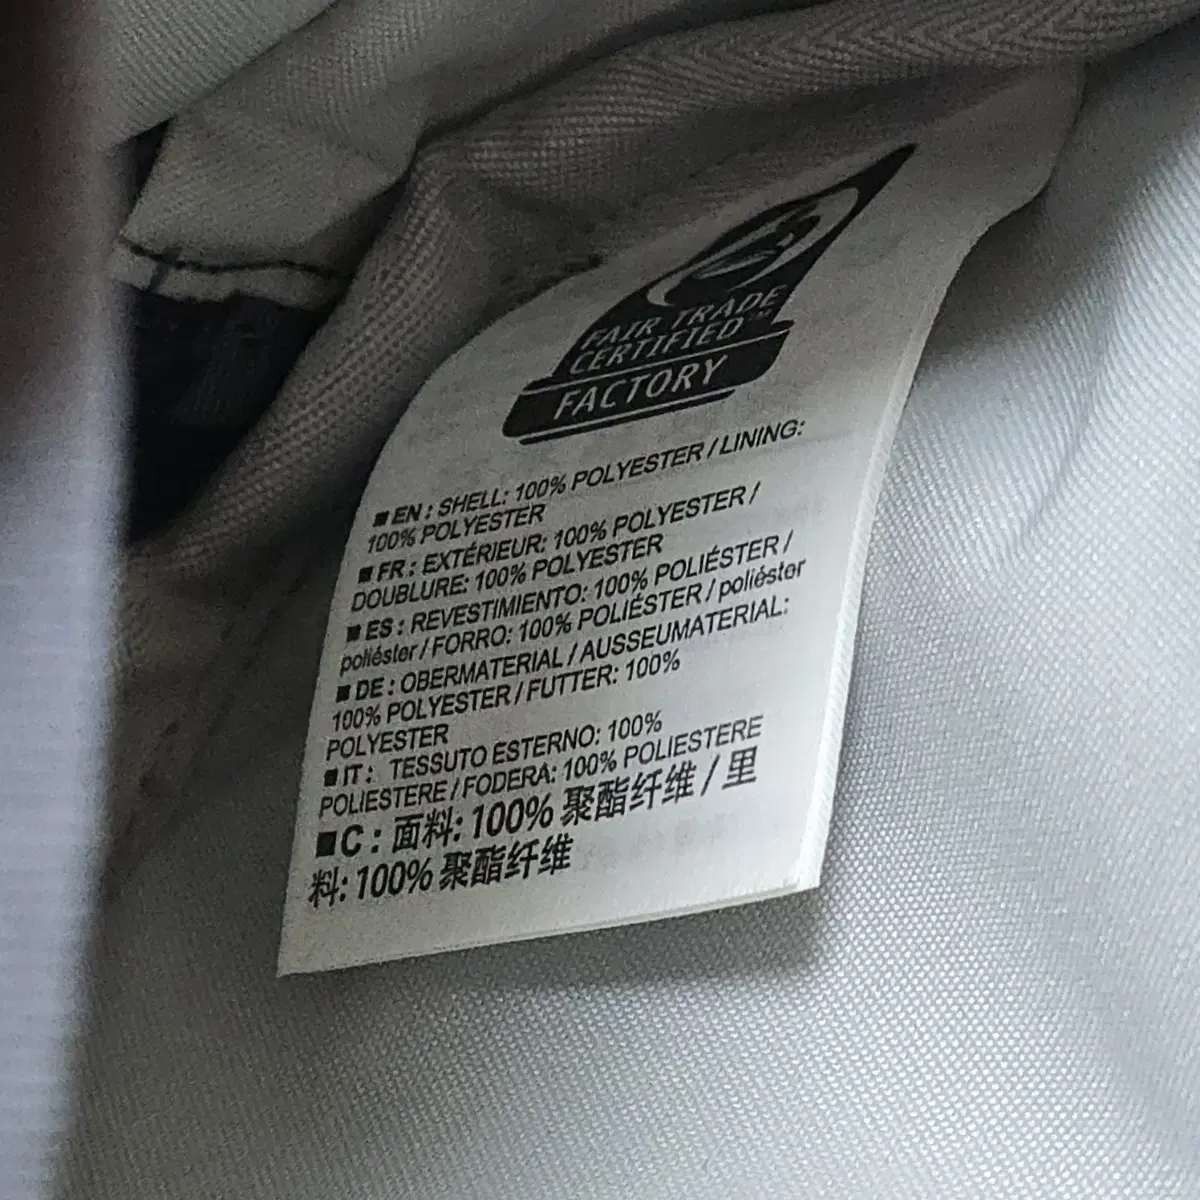 FAIR TRADE
CERTIFIED™
FACTORY
■ EN : SHELL: 100% POLYESTER / LINING:
100% POLYESTER
■ FR : EXTÉRIEUR: 100% POLYESTER /
DOUBLURE: 100% POLYESTER
■ ES : REVESTIMIENTO: 100% POLIÉSTER /
poliéster / FORRO: 100% POLIÉSTER / poliéster
■ DE : OBERMATERIAL / AUSSEUMATERIAL:
100% POLYESTER / FUTTER: 100%
POLYESTER
■ IT : TESSUTO ESTERNO: 100%
POLIESTERE / FODERA: 100% POLIESTERE
■ C : 面料: 100% 聚酯纤维 / 里
料: 100% 聚酯纤维